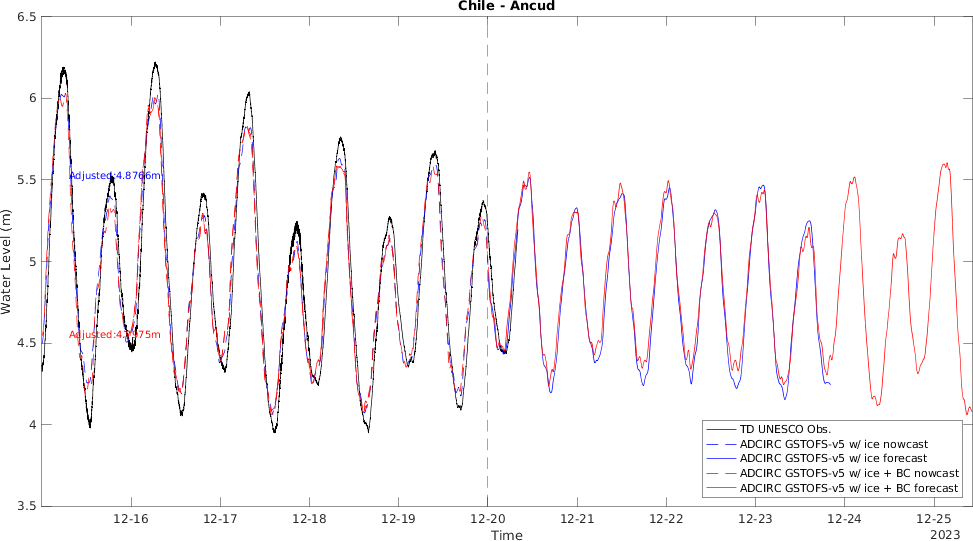 Chile - Ancud
6.5
6
5.5
5
4.5
4
3.5
Water Level (m)
Adjusted:4.8766m
TD UNESCO Obs.
ADCIRC GSTOFS-v5 w/ ice nowcast
ADCIRC GSTOFS-v5 w/ ice forecast
ADCIRC GSTOFS-v5 w/ ice + BC nowcast
ADCIRC GSTOFS-v5 w/ ice + BC forecast
12-16 12-17 12-18 12-19 12-20 12-21 12-22 12-23 12-24 12-25
Time
2023